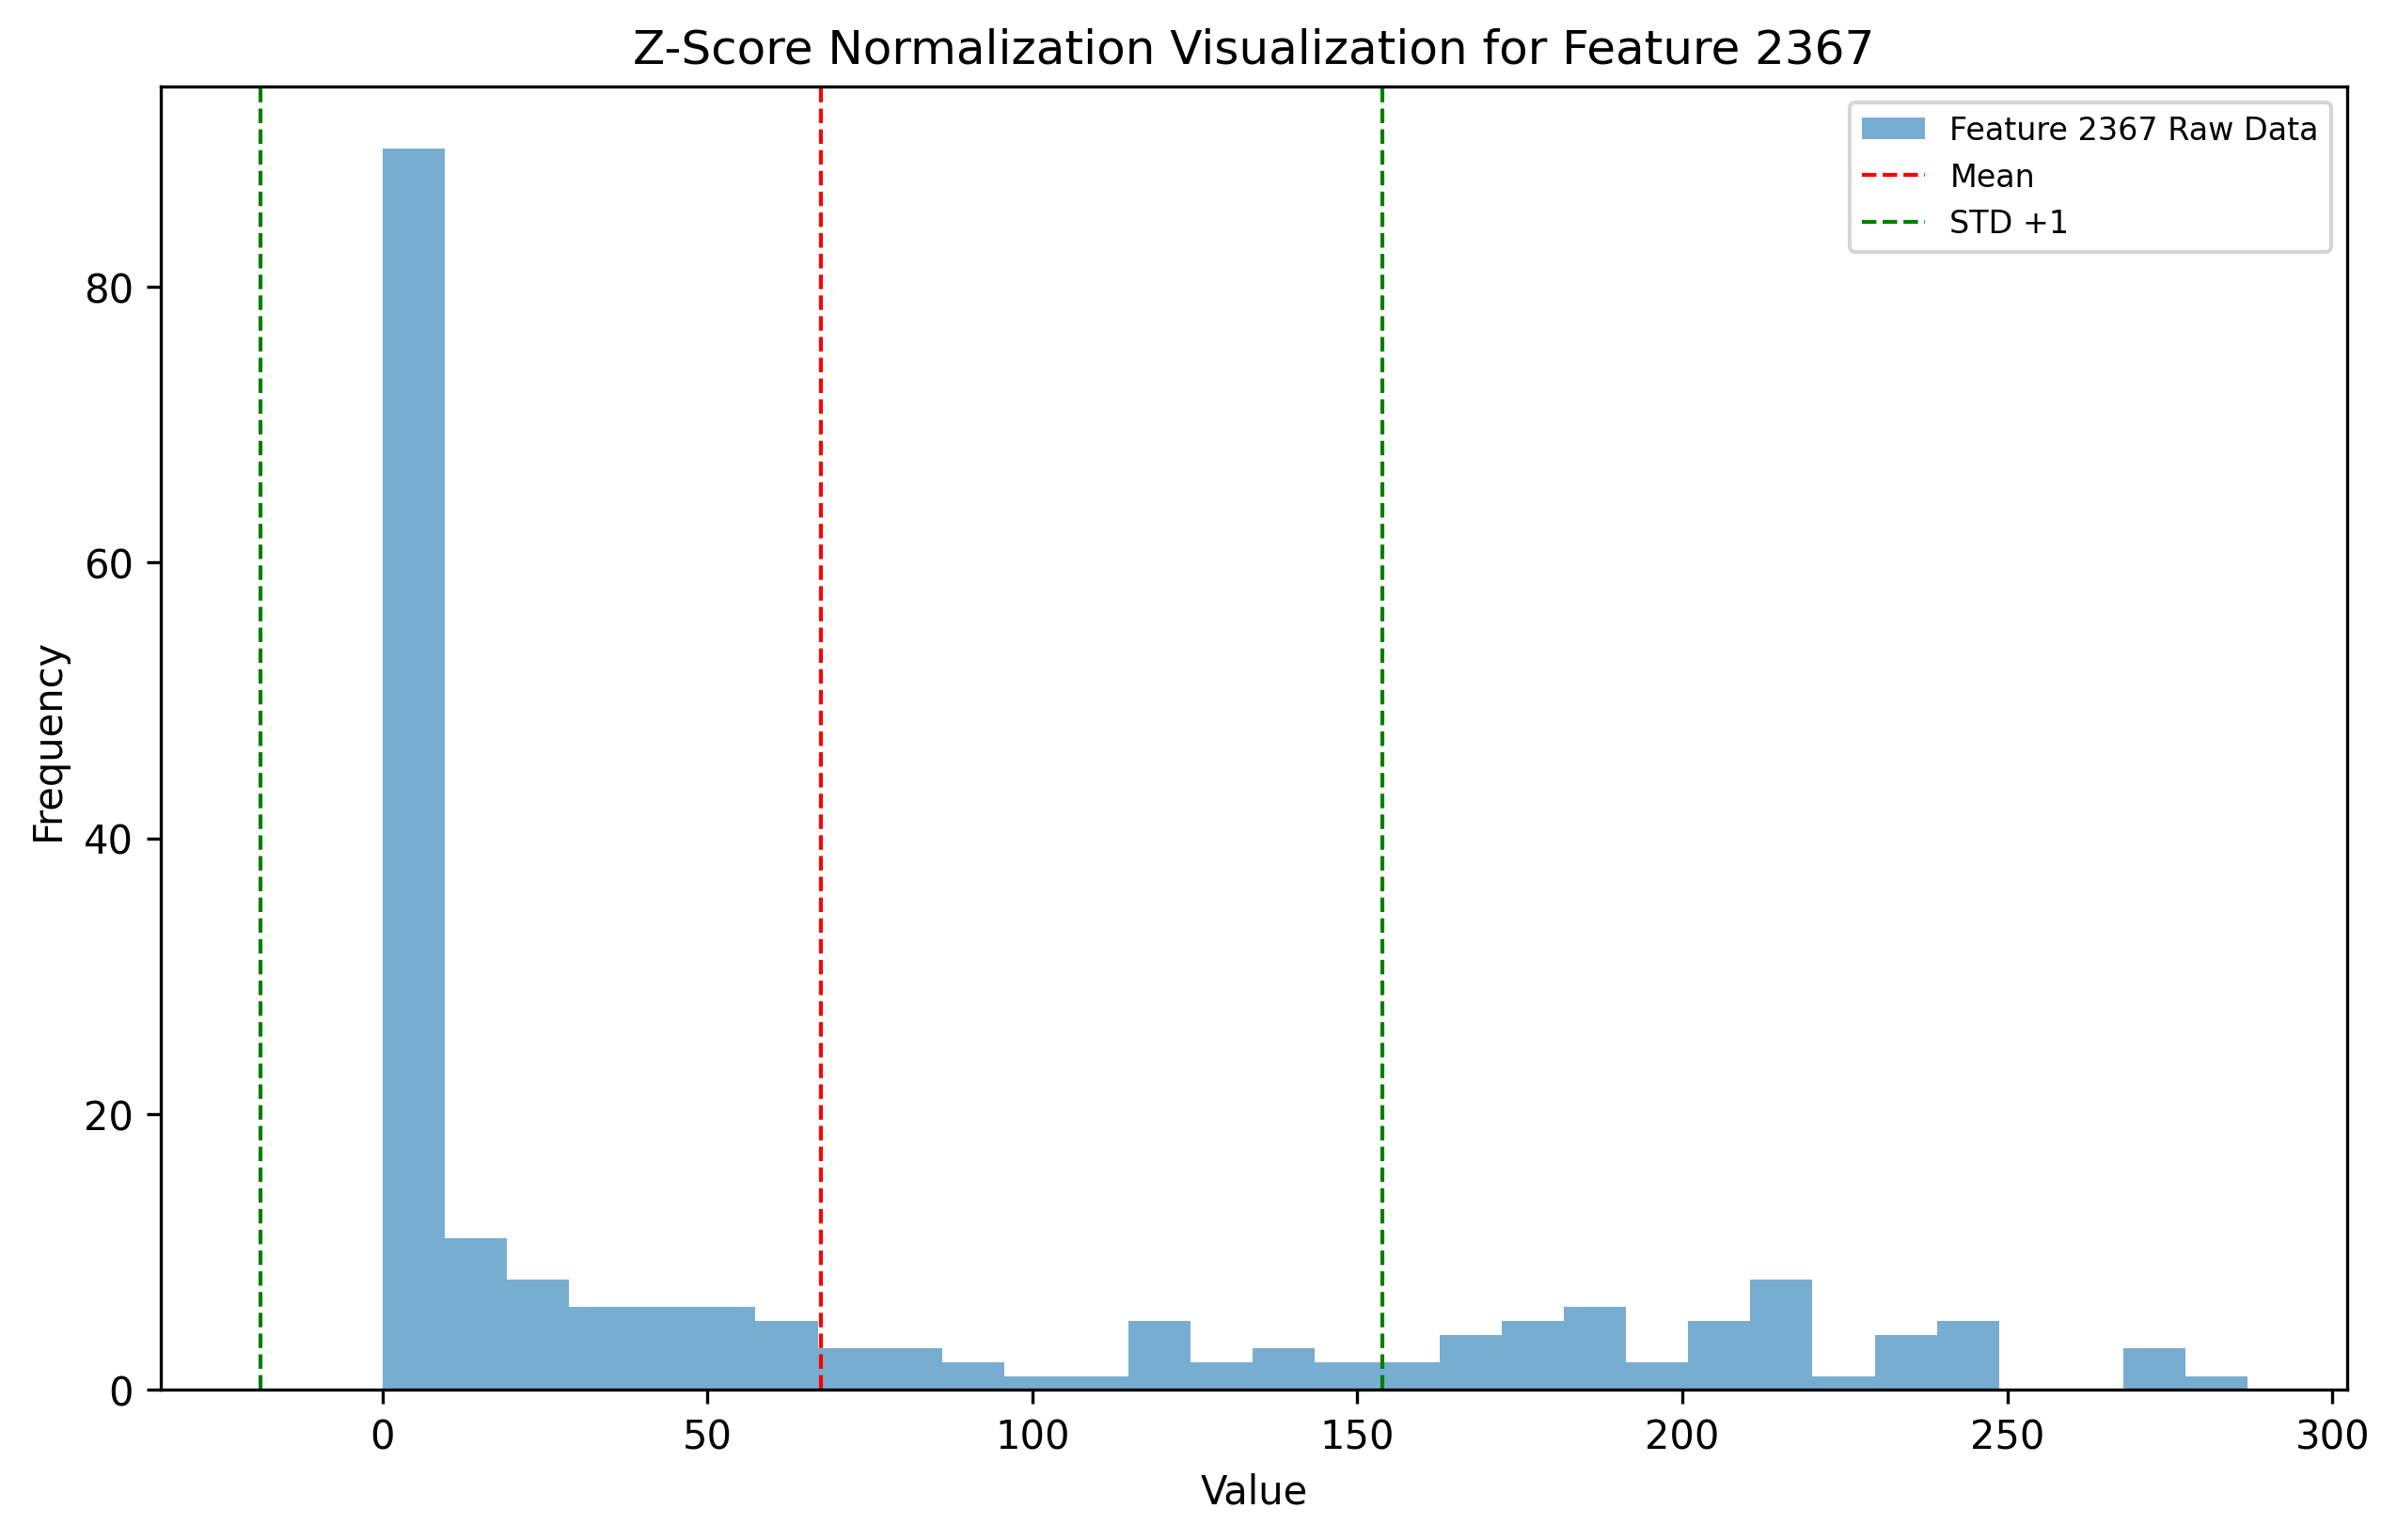 Z-Score Normalization Visualization for Feature 2367
Feature 2367 Raw Data
Mean
STD +1
Frequency
80
60
40
20
0
0 50 100 150 200 250 300
Value